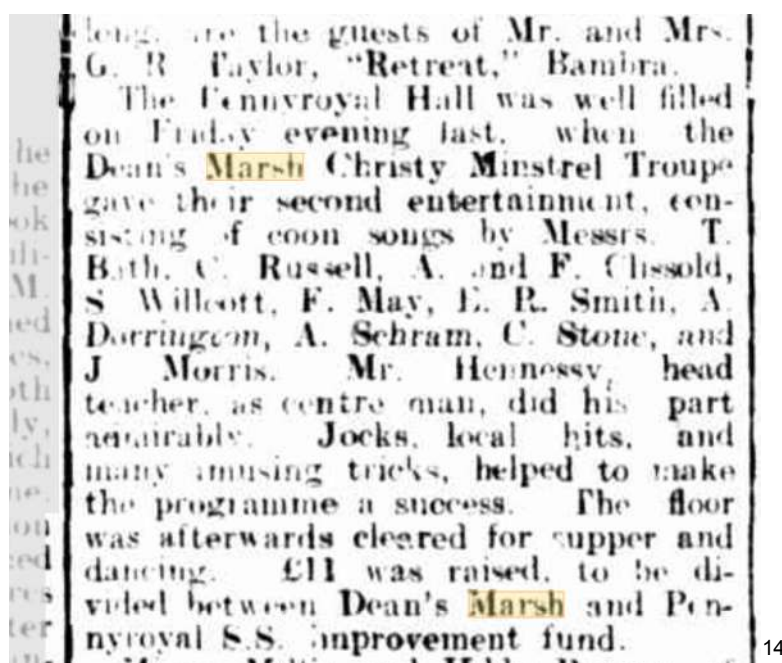 long, are the guests of Mr. and Mrs.
G. R. Taylor, "Retreat," Bambra.
The Pennyroyal Hall was well filled
on Friday evening last, when the
Dean's Marsh Christy Minstrel Troupe
gave their second entertainment, con-
sisting of coon songs by Messrs. T.
Bath, C. Russell, A. and F. Clissold,
S Willcott, F. May, E. R. Smith, A.
Dorrington, A. Schram, C. Stone, and
J Morris. Mr. Hennessy, head
teacher, as centre man, did his part
admirably. Jocks, local hits, and
many amusing tricks, helped to make
the programme a success. The floor
was afterwards cleared for supper and
dancing. £11 was raised, to be di-
vided between Dean's Marsh and Pen-
nyroyal S.S. improvement fund.
14